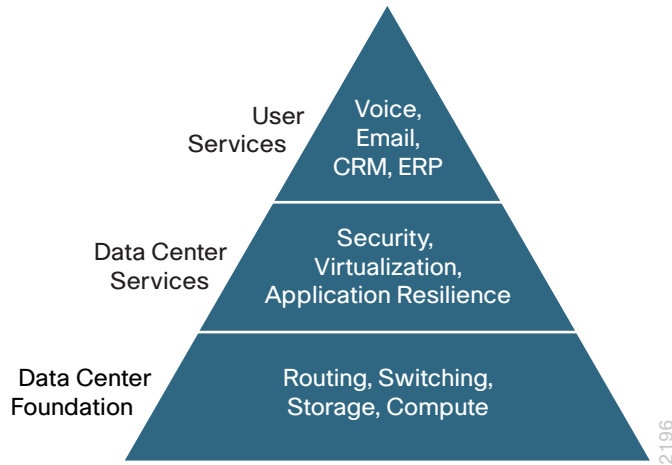 User
Services
Voice,
Email,
CRM, ERP
Data Center
Services
Security,
Virtualization,
Application Resilience
Data Center
Foundation
Routing, Switching,
Storage, Compute
2196